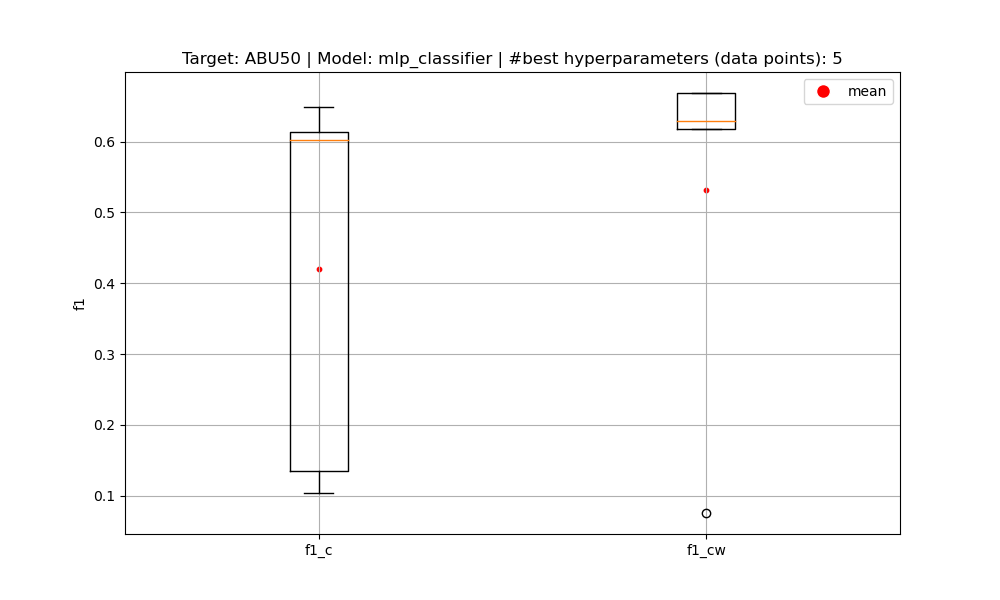 Target: ABU50 | Model: mlp_classifier | #best hyperparameters (data points): 5
mean
0.6
0.5
0.4
0.3
0.2
0.1
f1
f1_c
f1_cw